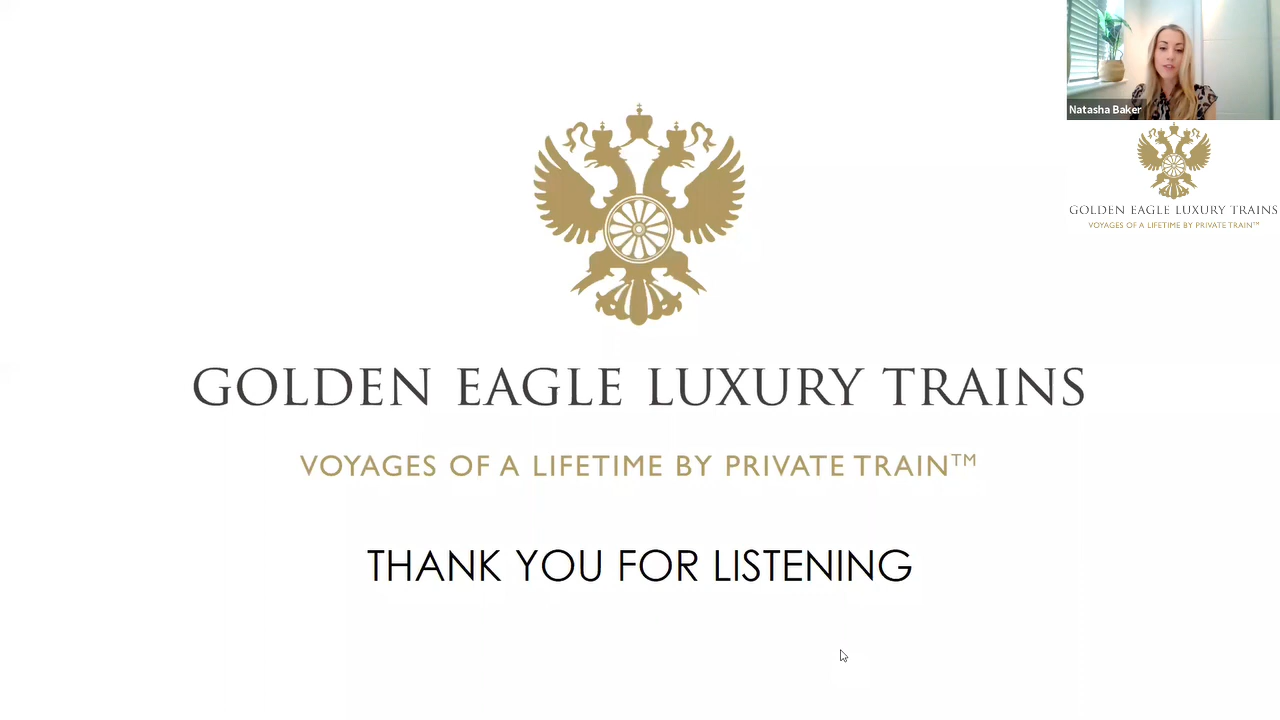 Natasha Baker
GOLDEN EAGLE LUXURY TRAINS
VOYAGES OF A LIFETIME BY PRIVATE TRAIN™
GOLDEN EAGLE LUXURY TRAINS
VOYAGES OF A LIFETIME BY PRIVATE TRAIN™
THANK YOU FOR LISTENING